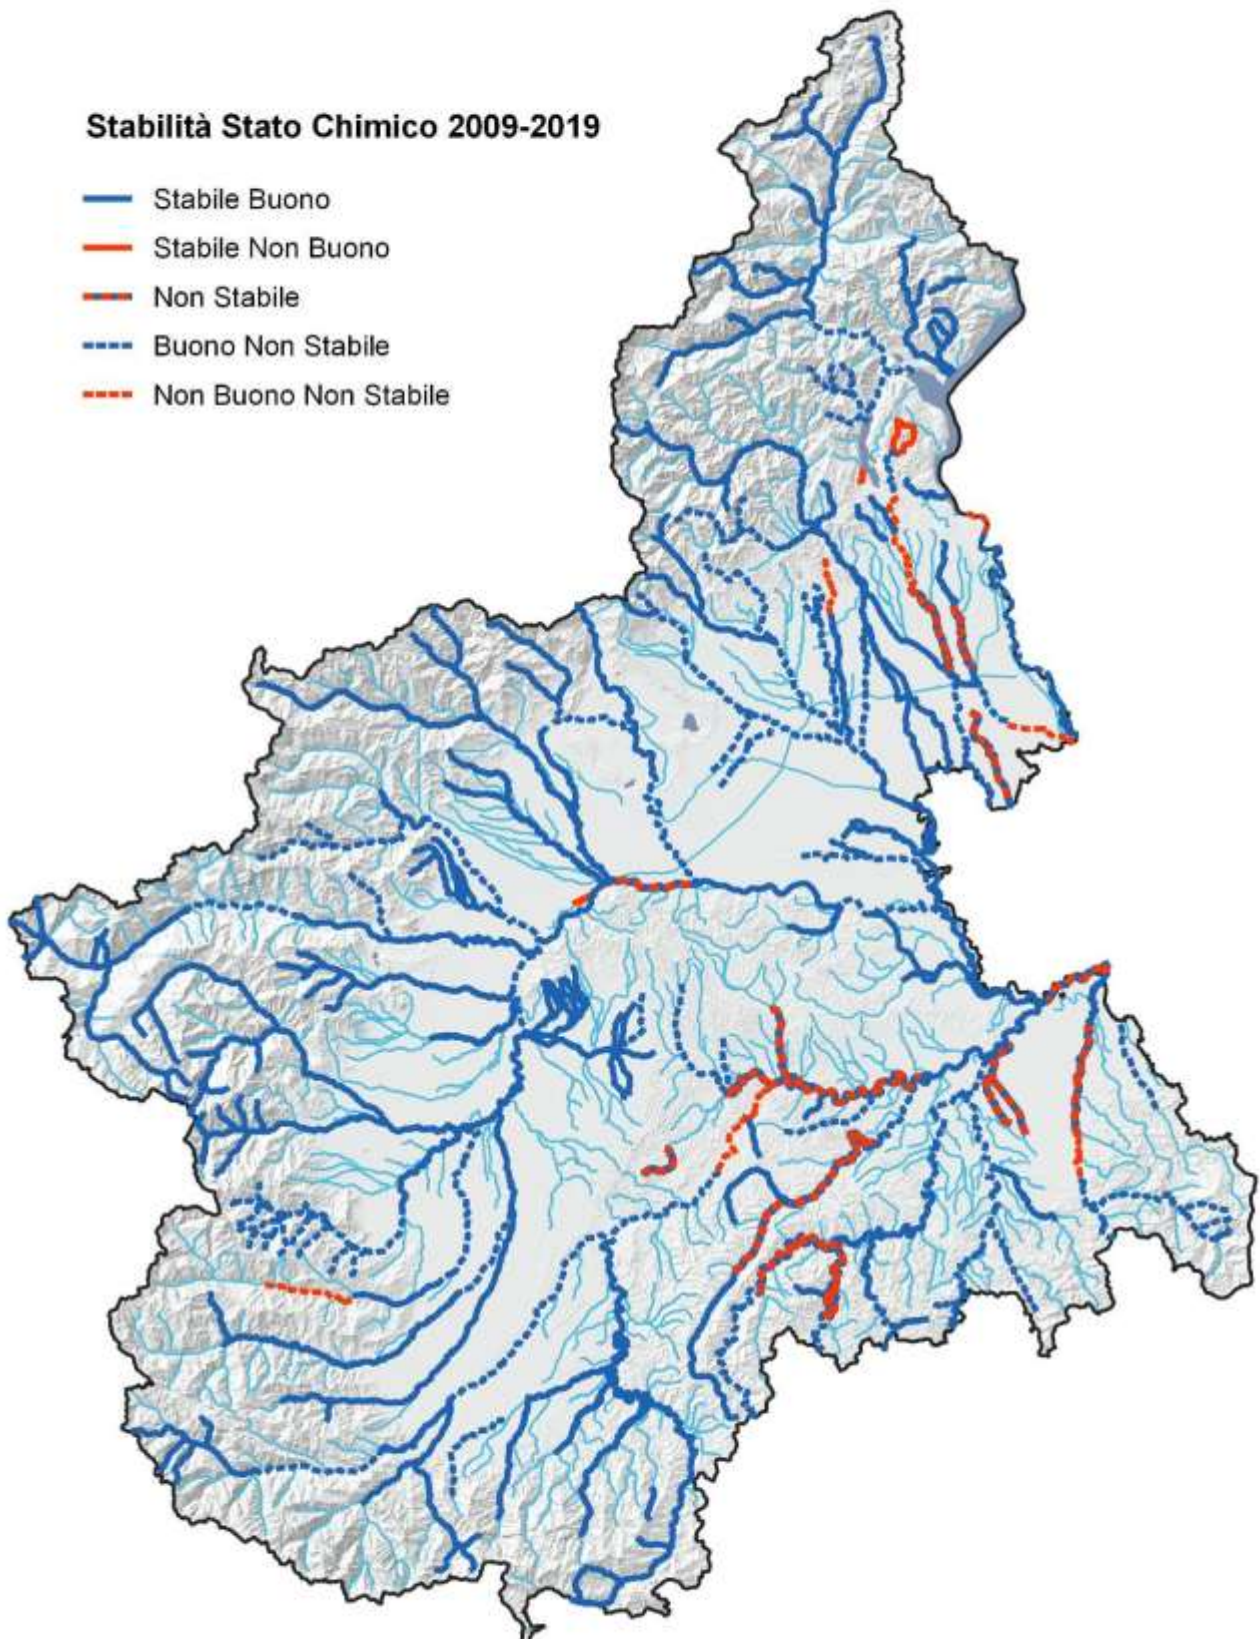 Stabilità Stato Chimico 2009-2019
Stabile Buono
Stabile Non Buono
Non Stabile
Buono Non Stabile
Non Buono Non Stabile